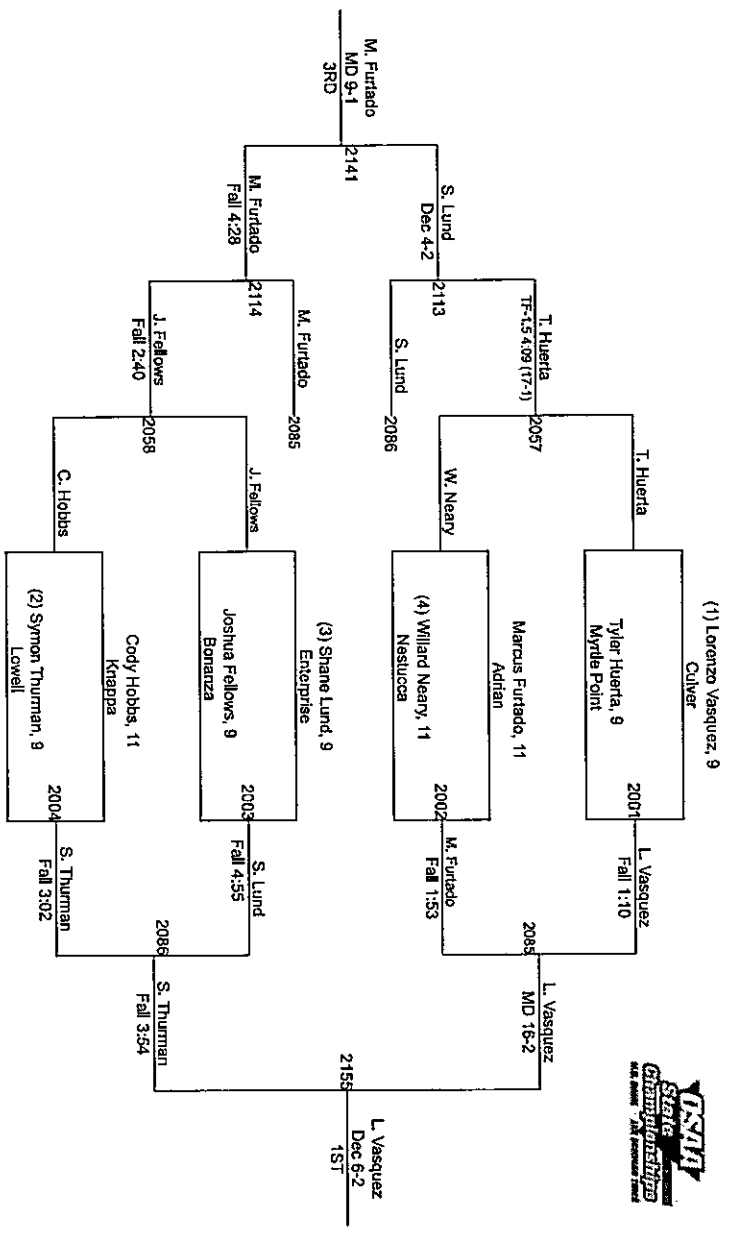 OSAA
State
Championships
(1) Lorenzo Vasquez, 9
Culver
Tyler Huerta, 9
Myrtle Point
2001
L. Vasquez
Fall 1:10
Marcus Furtado, 11
Adrian
(4) Willard Neary, 11
Nestucca
2002
M. Furtado
Fall 1:53
2085
L. Vasquez
MD 16-2
(3) Shane Lund, 9
Enterprise
Joshua Fellows, 9
Bonanza
2003
S. Lund
Fall 4:55
Cody Hobbs, 11
Knappa
(2) Symon Thurman, 9
Lowell
2004
S. Thurman
Fall 3:02
2086
S. Thurman
Fall 3:54
2155
L. Vasquez
Dec 6-2
1ST
T. Huerta
W. Neary
2057
T. Huerta
TF-1.5 4:09 (17-1)
S. Lund
2086
2113
S. Lund
Dec 4-2
J. Fellows
C. Hobbs
2058
J. Fellows
Fall 2:40
M. Furtado
2085
2114
M. Furtado
Fall 4:28
2141
M. Furtado
MD 9-1
3RD